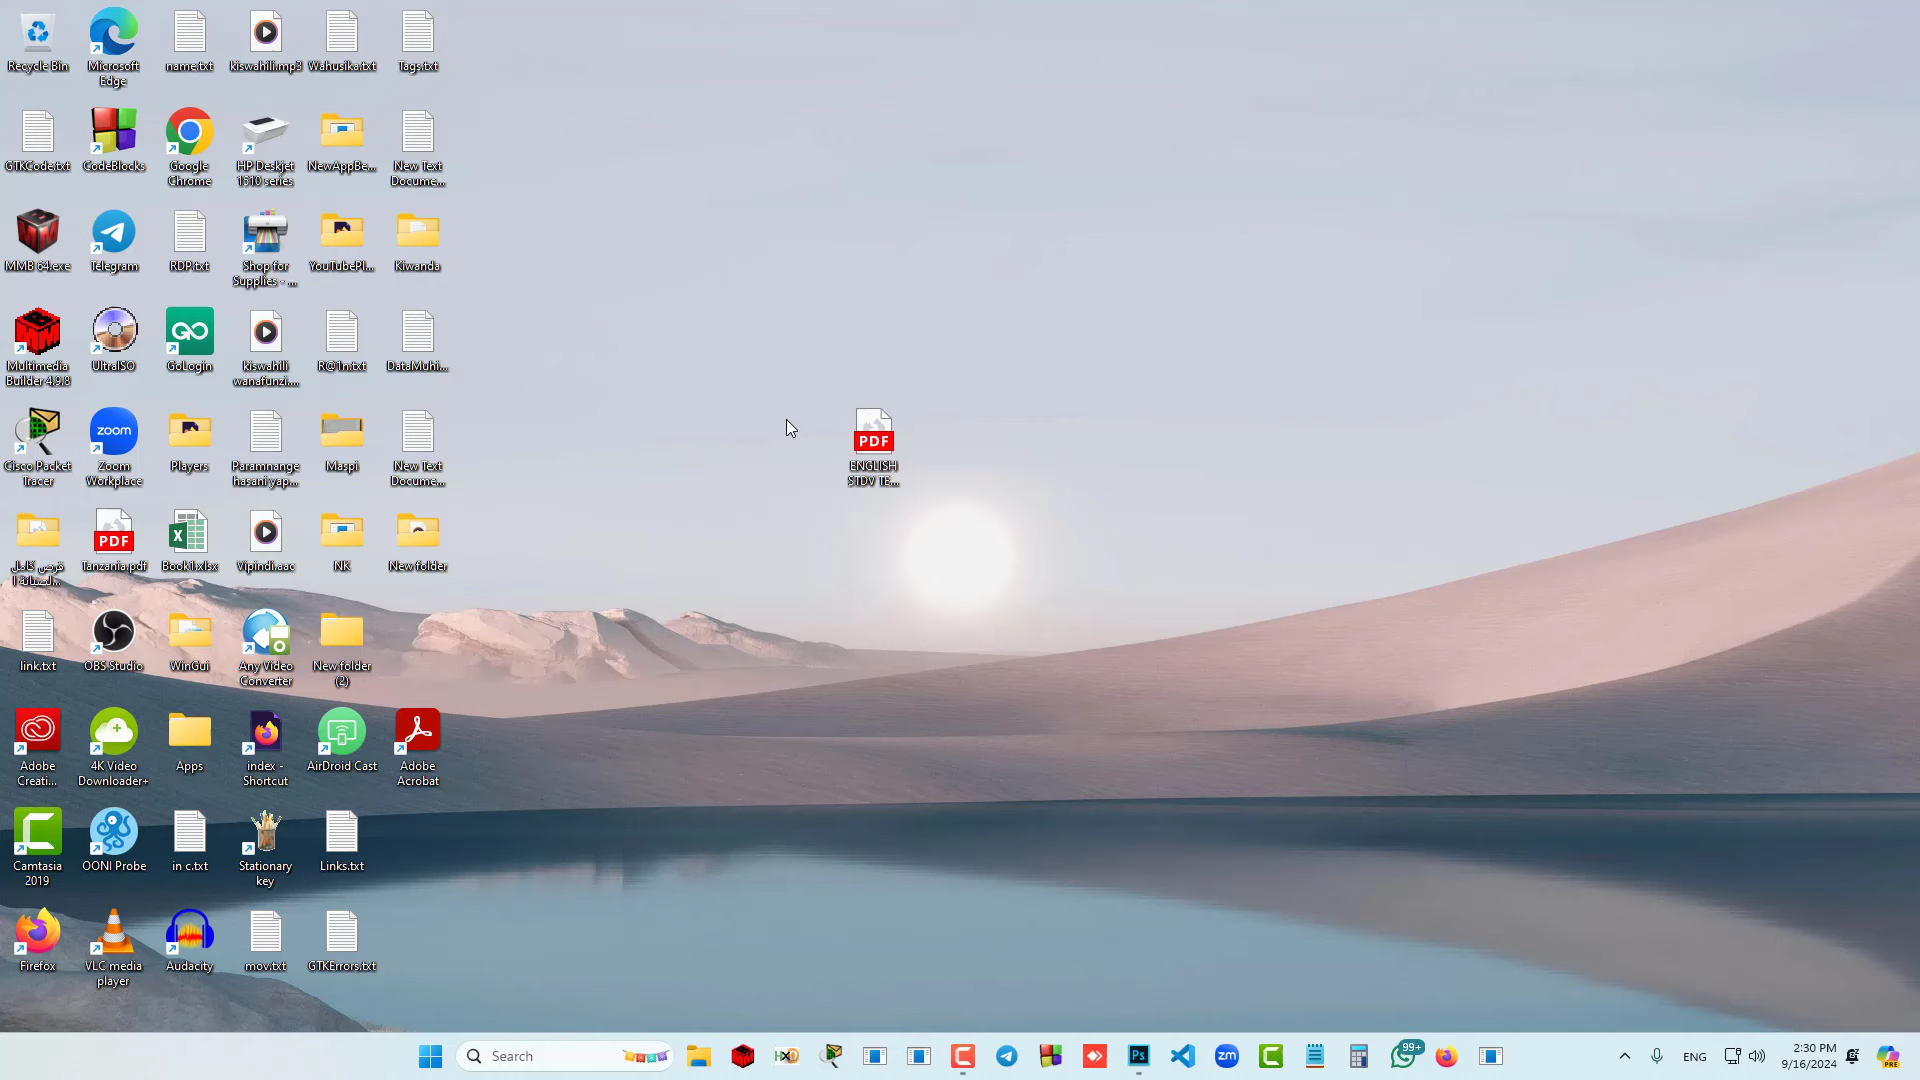 Recycle Bin
Microsoft
Edge
name.txt
kiswahili.mp3
Wahusika.txt
Tags.txt
GTKCode.txt
CodeBlocks
Google
Chrome
HP Deskjet
1510 series
NewAppBe...
New Text
Docume...
MMB 64.exe
Telegram
RDP.txt
Shop for
Supplies - ...
YouTubePl...
Kiwanda
Multimedia
Builder 4.9.8
UltraISO
GoLogin
kiswahili
wanafunzi....
R@1n.txt
DataMuhi...
Cisco Packet
Tracer
zoom
Zoom
Workplace
Players
Paramnange
hasani yap...
Maspi
New Text
Docume...
PDF
ENGLISH
STDV TE...
PDF
Tanzania.pdf
Book1.xlsx
Vipindi.aac
NK
New folder
link.txt
OBS Studio
WinGui
Any Video
Converter
New folder
(2)
Adobe
Creati...
4K Video
Downloader+
Apps
index -
Shortcut
AirDroid Cast
Adobe
Acrobat
Camtasia
2019
OONI Probe
in c.txt
Stationary
key
Links.txt
Firefox
VLC media
player
Audacity
mov.txt
GTKErrors.txt
Search
HXD
Ps
zm
99+
ENG
2:30 PM
9/16/2024
PRE